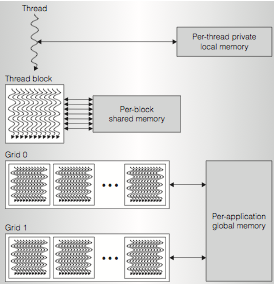 Thread
Per-thread private
local memory
Thread block
Per-block
shared memory
Grid 0
Per-application
global memory
Grid 1